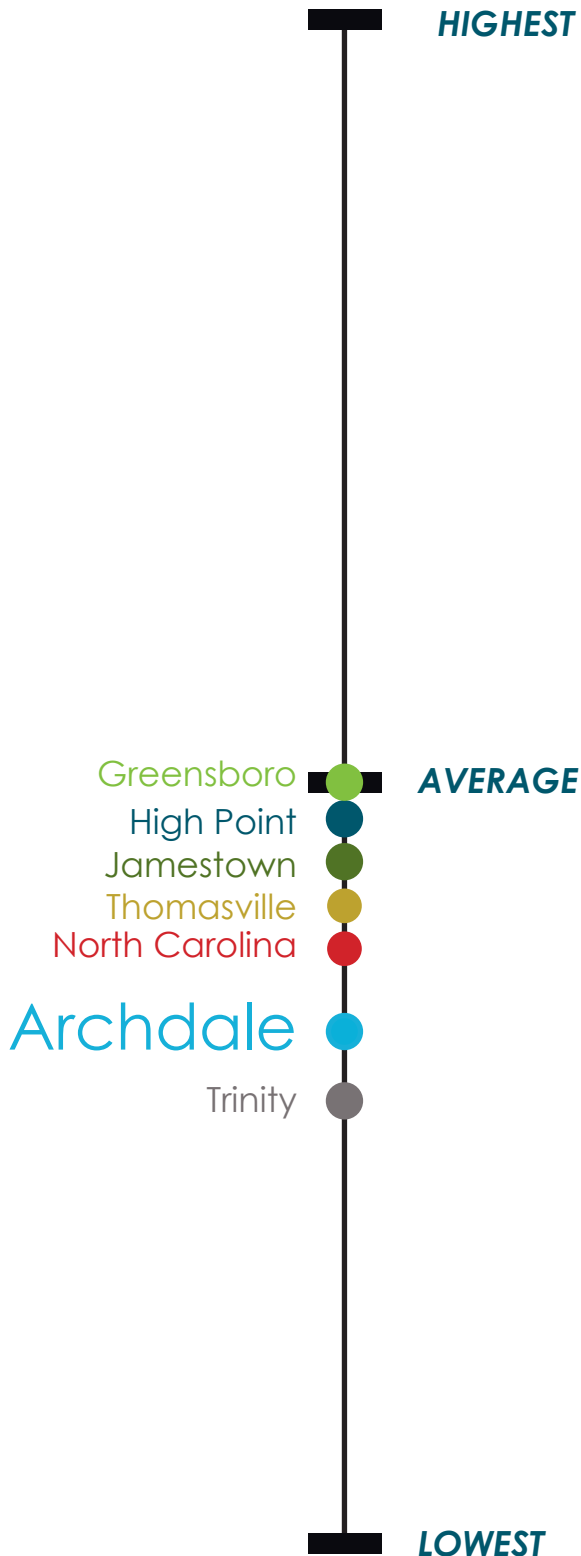 HIGHEST
Greensboro
AVERAGE
High Point
Jamestown
Thomasville
North Carolina
Archdale
Trinity
LOWEST